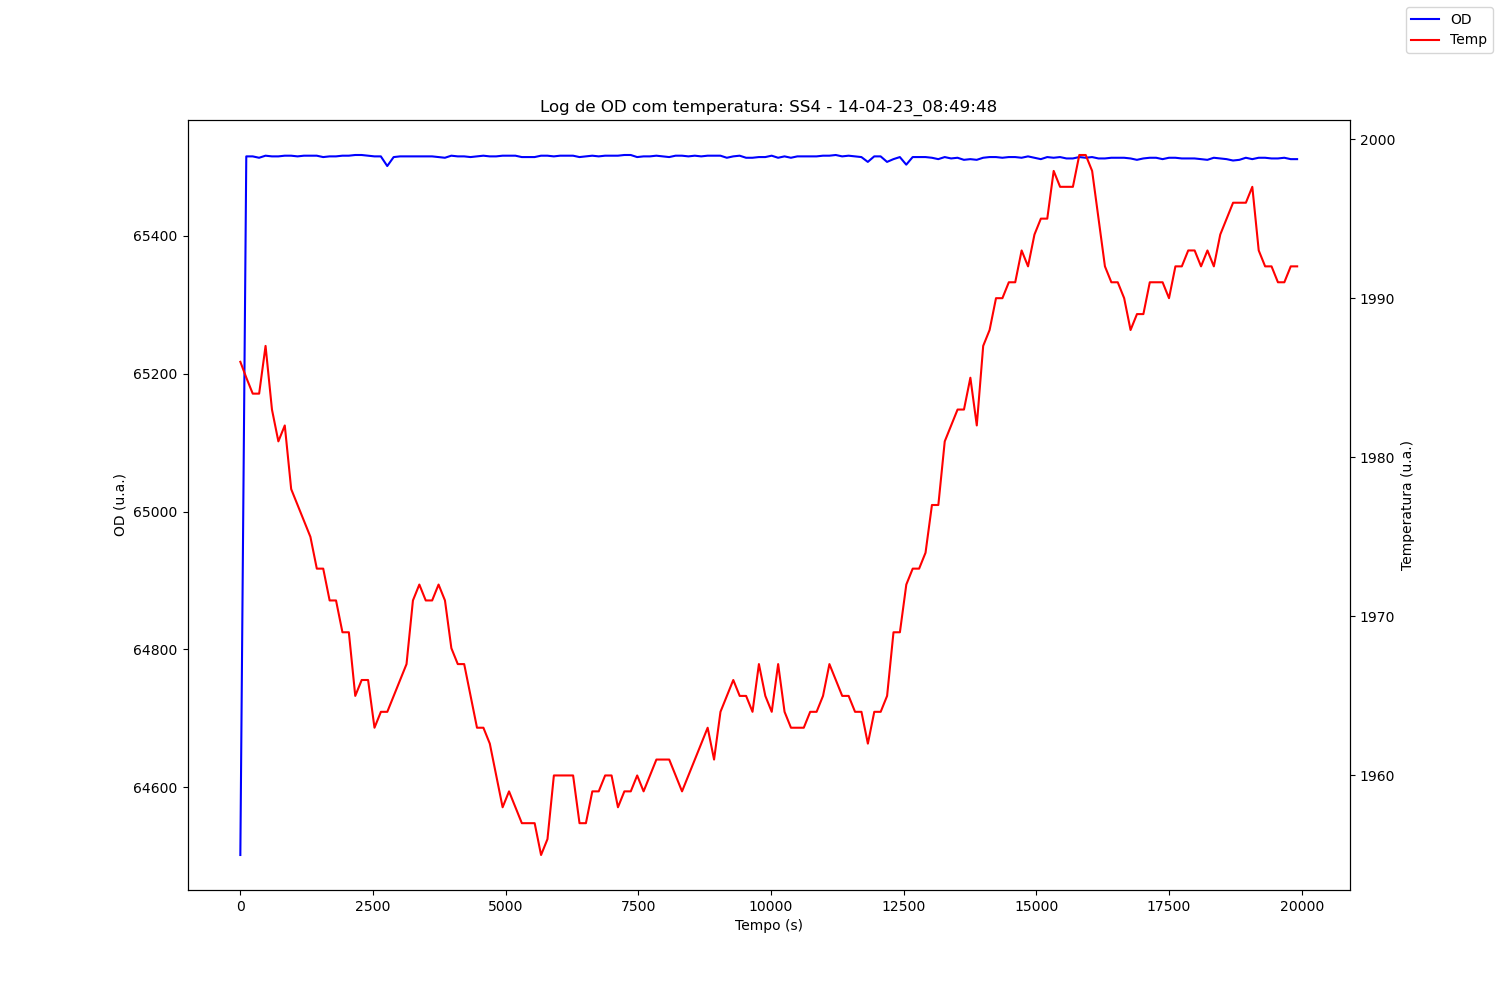 OD
Temp
Log de OD com temperatura: SS4 - 14-04-23_08:49:48
OD (u.a.)
65400
65200
65000
64800
64600
2000
1990
1980
1970
1960
Temperatura (u.a.)
0 2500 5000 7500 10000 12500 15000 17500 20000
Tempo (s)